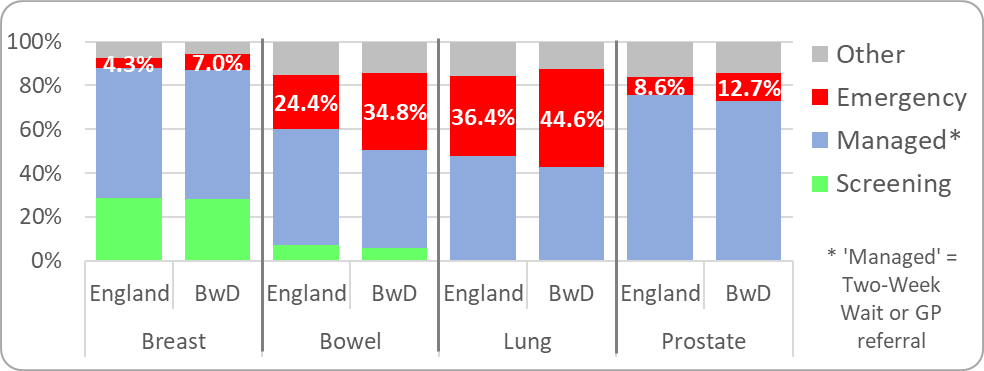 100%
80%
60%
40%
20%
0%
4.3%
7.0%
24.4%
34.8%
36.4%
44.6%
8.6%
12.7%
England
BwD
England
BwD
England
BwD
England
BwD
Breast
Bowel
Lung
Prostate
Other
Emergency
Managed*
Screening
* 'Managed' =
Two-Week
Wait or GP
referral